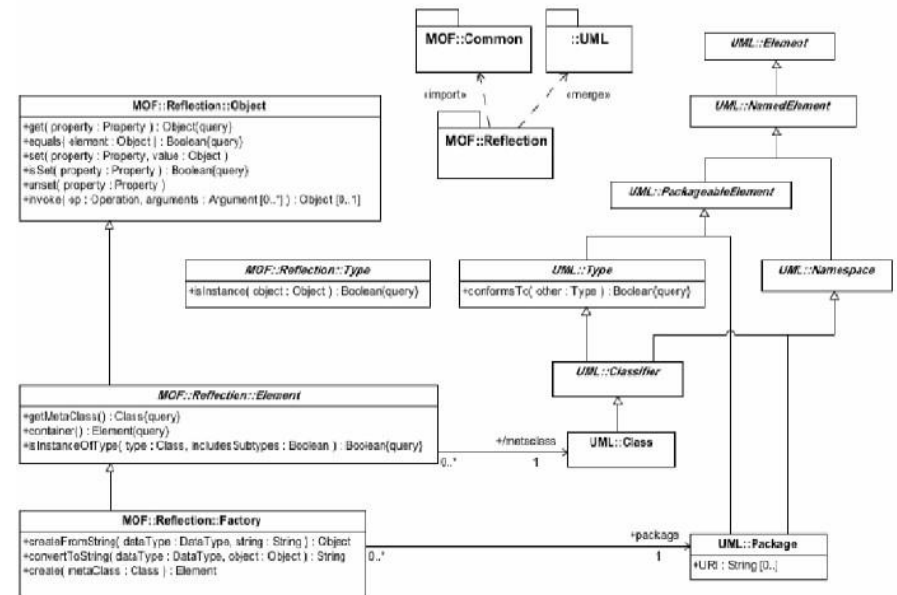 MOF::Common
::UML
UML::Element
«import»
«merge»
MOF::Reflection
UML::NamedElement
MOF::Reflection::Object
+get( property : Property ) : Object{query}
+equals( element : Object ) : Boolean{query}
+set( property : Property, value : Object )
+isSet( property : Property ) : Boolean{query}
+unset( property : Property )
+invoke( op : Operation, arguments : Argument [0..*] ) : Object [0..1]
UML::PackageableElement
MOF::Reflection::Type
+isInstance( object : Object ) : Boolean{query}
UML::Type
+conformsTo( other : Type ) : Boolean{query}
UML::Namespace
UML::Classifier
MOF::Reflection::Element
+getMetaClass() : Class{query}
+container() : Element{query}
+isInstanceOfType( type : Class, includesSubtypes : Boolean ) : Boolean{query}
+/metaclass
0..*
1
UML::Class
MOF::Reflection::Factory
+createFromString( dataType : DataType, string : String ) : Object
+convertToString( dataType : DataType, object : Object ) : String
+create( metaClass : Class ) : Element
0..*
+package
1
UML::Package
+URI : String [0..]